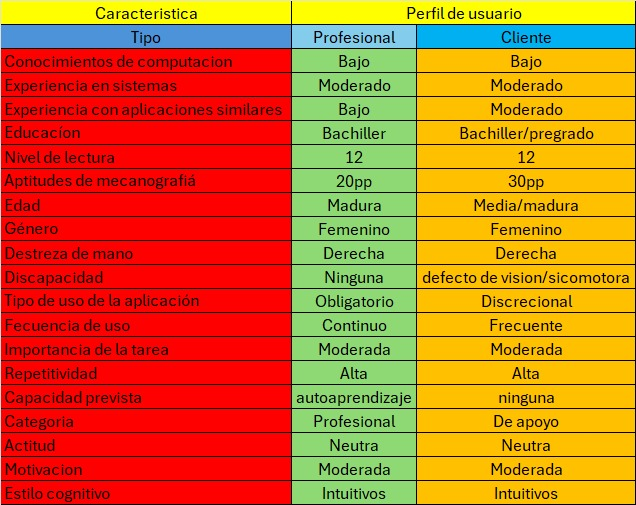 Caracteristica Perfil de usuario
Tipo Profesional Cliente
Conocimientos de computacion Bajo Bajo
Experiencia en sistemas Moderado Moderado
Experiencia con aplicaciones similares Bajo Moderado
Educacíon Bachiller Bachiller/pregrado
Nivel de lectura 12 12
Aptitudes de mecanografiá 20pp 30pp
Edad Madura Media/madura
Género Femenino Femenino
Destreza de mano Derecha Derecha
Discapacidad Ninguna defecto de vision/sicomotora
Tipo de uso de la aplicación Obligatorio Discrecional
Fecuencia de uso Continuo Frecuente
Importancia de la tarea Moderada Moderada
Repetitividad Alta Alta
Capacidad prevista autoaprendizaje ninguna
Categoria Profesional De apoyo
Actitud Neutra Neutra
Motivacion Moderada Moderada
Estilo cognitivo Intuitivos Intuitivos